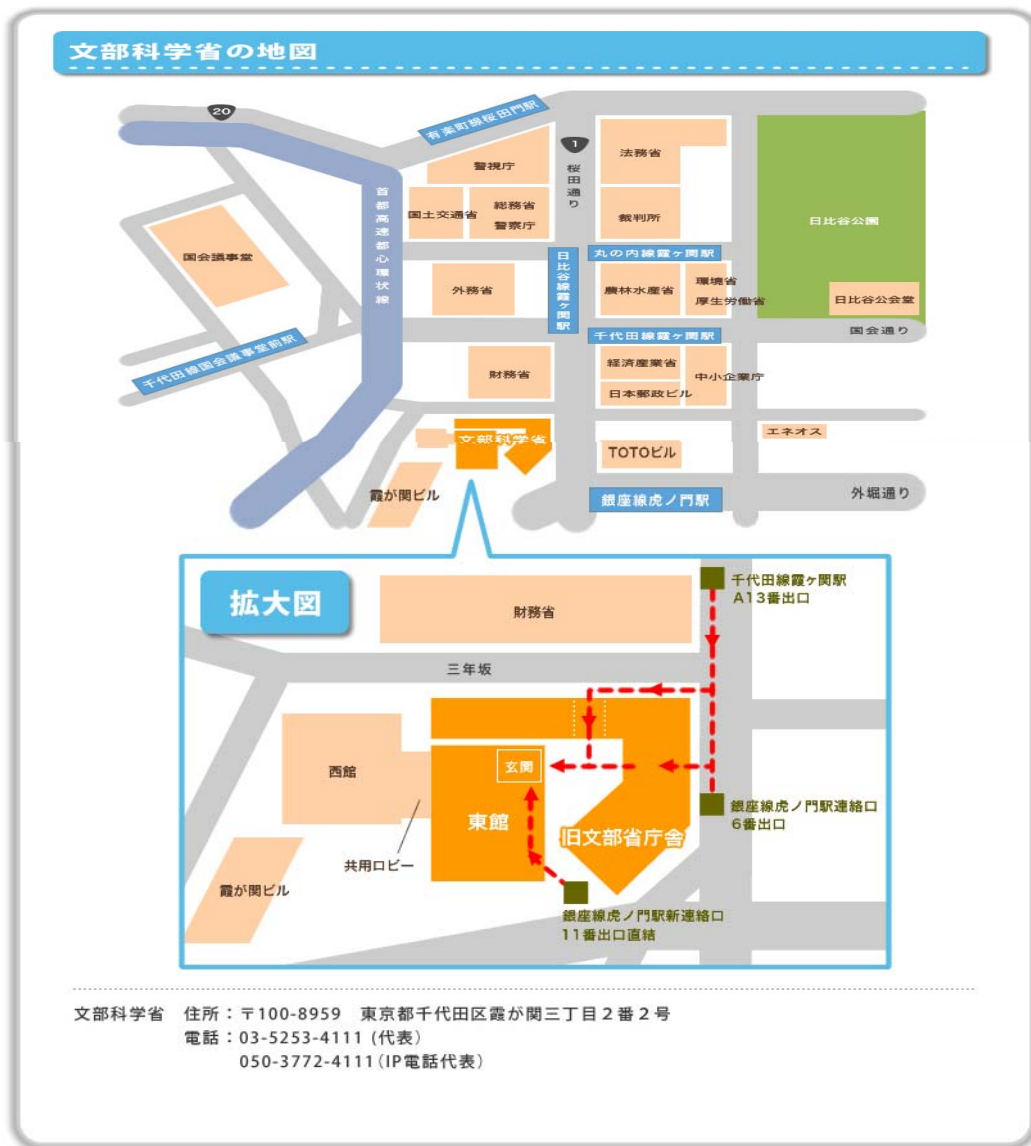 文部科学省の地図
20
有楽町線桜田門駅
1
桜田通り
法務省
警視庁
首都高速都心環状線
国土交通省
総務省
警察庁
裁判所
日比谷公園
国会議事堂
日比谷線霞ヶ関駅
丸の内線霞ヶ関駅
外務省
農林水産省
環境省
厚生労働省
日比谷公会堂
千代田線霞ヶ関駅
国会通り
千代田線国会議事堂前駅
財務省
経済産業省
中小企業庁
日本郵政ビル
文部科学省
エネオス
TOTOビル
霞が関ビル
銀座線虎ノ門駅
外堀通り
拡大図
財務省
千代田線霞ヶ関駅
A13番出口
三年坂
西館
玄関
東館
旧文部省庁舎
銀座線虎ノ門駅連絡口
6番出口
共用ロビー
霞が関ビル
銀座線虎ノ門駅新連絡口
11番出口直結
文部科学省 住所：〒100-8959 東京都千代田区霞が関三丁目２番２号
電話：03-5253-4111 (代表)
050-3772-4111(IP電話代表)